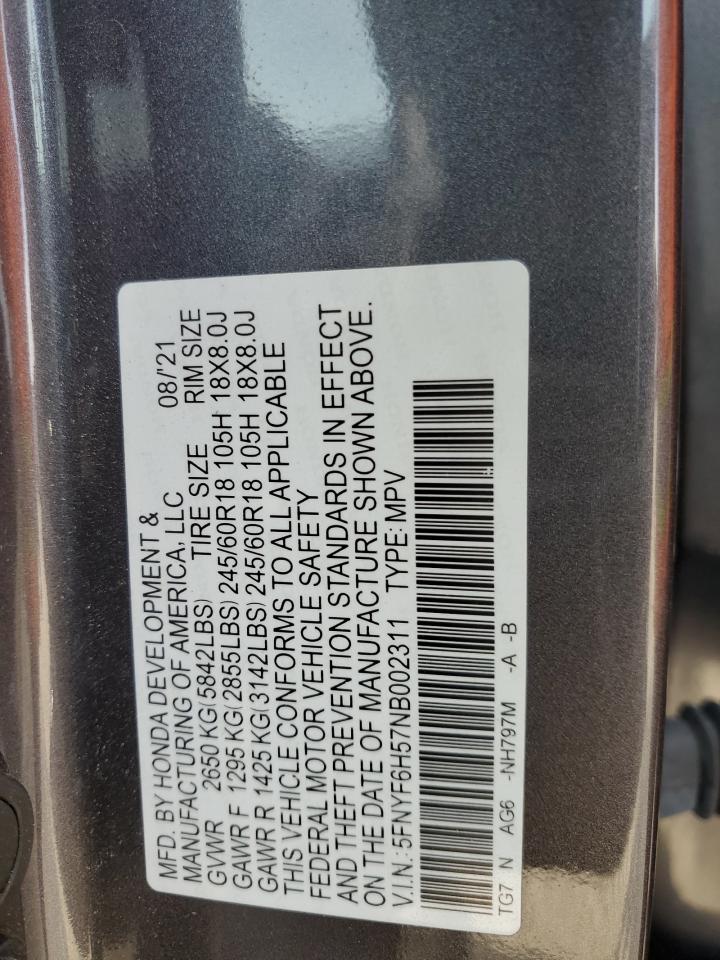 MFD. BY HONDA DEVELOPMENT &
MANUFACTURING OF AMERICA, LLC 08/'21
GVWR 2650 KG(5842LBS) TIRE SIZE RIM SIZE
GAWR F 1295 KG(2855LBS) 245/60R18 105H 18X8.0J
GAWR R 1425 KG(3142LBS) 245/60R18 105H 18X8.0J
THIS VEHICLE CONFORMS TO ALL APPLICABLE
FEDERAL MOTOR VEHICLE SAFETY
AND THEFT PREVENTION STANDARDS IN EFFECT
ON THE DATE OF MANUFACTURE SHOWN ABOVE.
V.I.N.: 5FNYF6H57NB002311 TYPE: MPV
TG7 N AG6 -NH797M -A -B